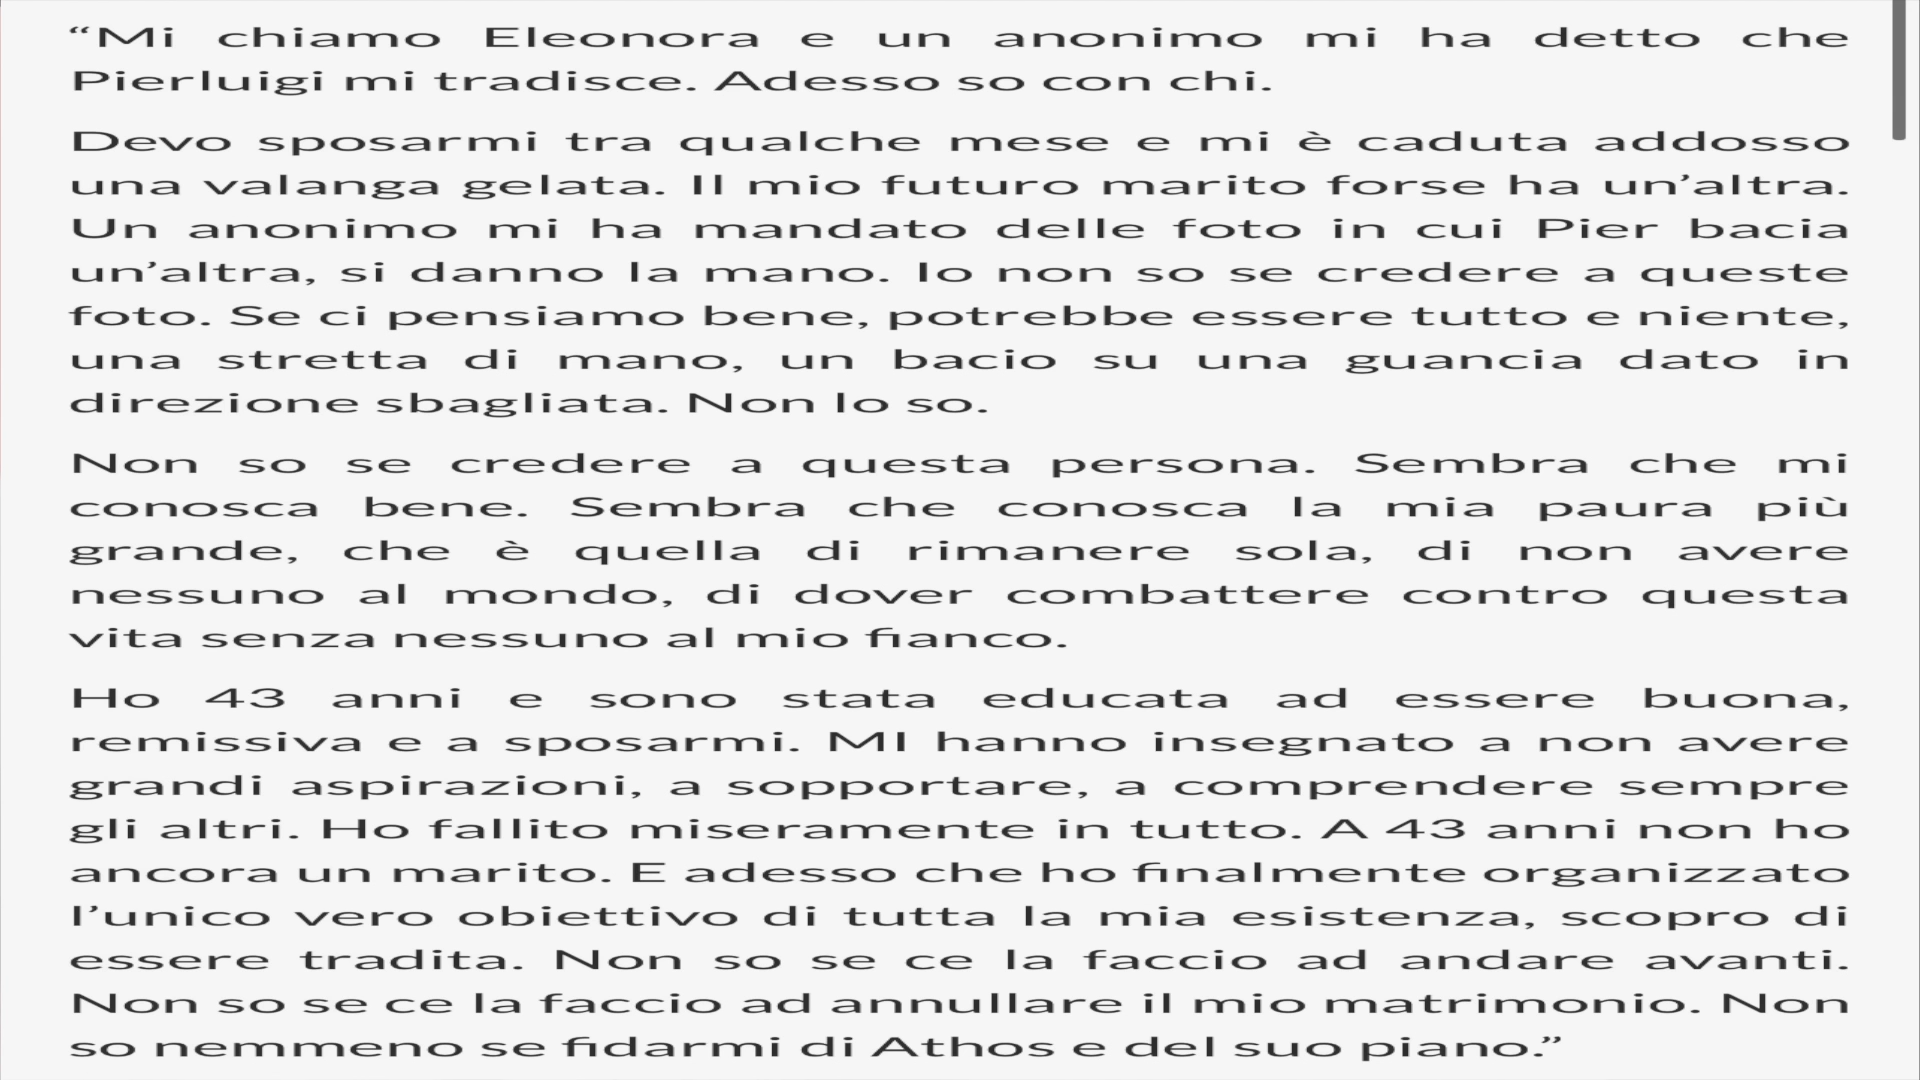 “Mi chiamo Eleonora e un anonimo mi ha detto che
Pierluigi mi tradisce. Adesso so con chi.
Devo sposarmi tra qualche mese e mi è caduta addosso
una valanga gelata. Il mio futuro marito forse ha un’altra.
Un anonimo mi ha mandato delle foto in cui Pier bacia
un’altra, si danno la mano. Io non so se credere a queste
foto. Se ci pensiamo bene, potrebbe essere tutto e niente,
una stretta di mano, un bacio su una guancia dato in
direzione sbagliata. Non lo so.
Non so se credere a questa persona. Sembra che mi
conosca bene. Sembra che conosca la mia paura più
grande, che è quella di rimanere sola, di non avere
nessuno al mondo, di dover combattere contro questa
vita senza nessuno al mio fianco.
Ho 43 anni e sono stata educata ad essere buona,
remissiva e a sposarmi. MI hanno insegnato a non avere
grandi aspirazioni, a sopportare, a comprendere sempre
gli altri. Ho fallito miseramente in tutto. A 43 anni non ho
ancora un marito. E adesso che ho finalmente organizzato
l’unico vero obiettivo di tutta la mia esistenza, scopro di
essere tradita. Non so se ce la faccio ad andare avanti.
Non so se ce la faccio ad annullare il mio matrimonio. Non
so nemmeno se fidarmi di Athos e del suo piano.”